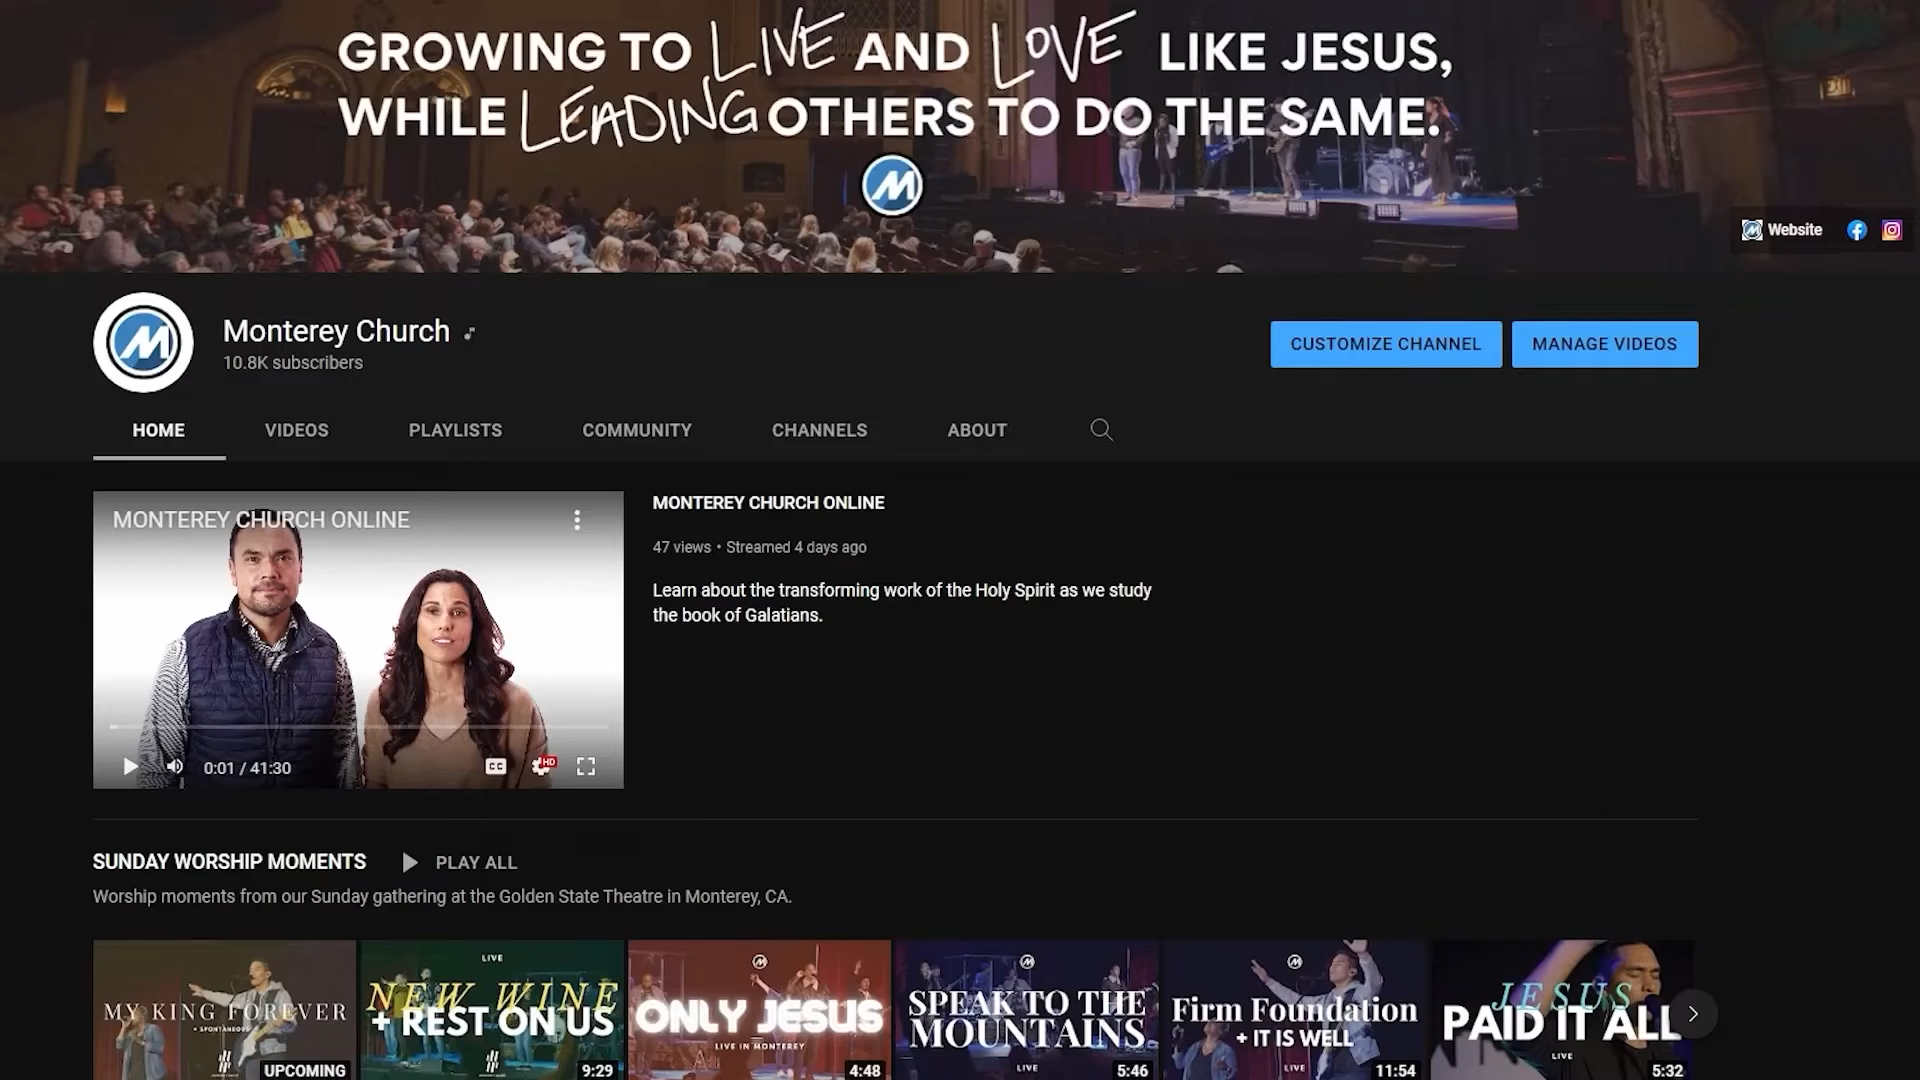 GROWING TO LIVE AND LOVE LIKE JESUS,
WHILE LEADING OTHERS TO DO THE SAME.
M
Website
M
Monterey Church
10.8K subscribers
CUSTOMIZE CHANNEL
MANAGE VIDEOS
HOME
VIDEOS
PLAYLISTS
COMMUNITY
CHANNELS
ABOUT
MONTEREY CHURCH ONLINE
0:01 / 41:30
CC
HD
MONTEREY CHURCH ONLINE
47 views • Streamed 4 days ago
Learn about the transforming work of the Holy Spirit as we study
the book of Galatians.
SUNDAY WORSHIP MOMENTS
PLAY ALL
Worship moments from our Sunday gathering at the Golden State Theatre in Monterey, CA.
MY KING FOREVER
+ SPONTANEOUS
UPCOMING
LIVE
NEW WINE
+ REST ON US
9:29
M
ONLY JESUS
LIVE IN MONTEREY
4:48
M
SPEAK TO THE
MOUNTAINS
LIVE
5:46
M
Firm Foundation
+ IT IS WELL
LIVE
11:54
JESUS
PAID IT ALL
LIVE
5:32